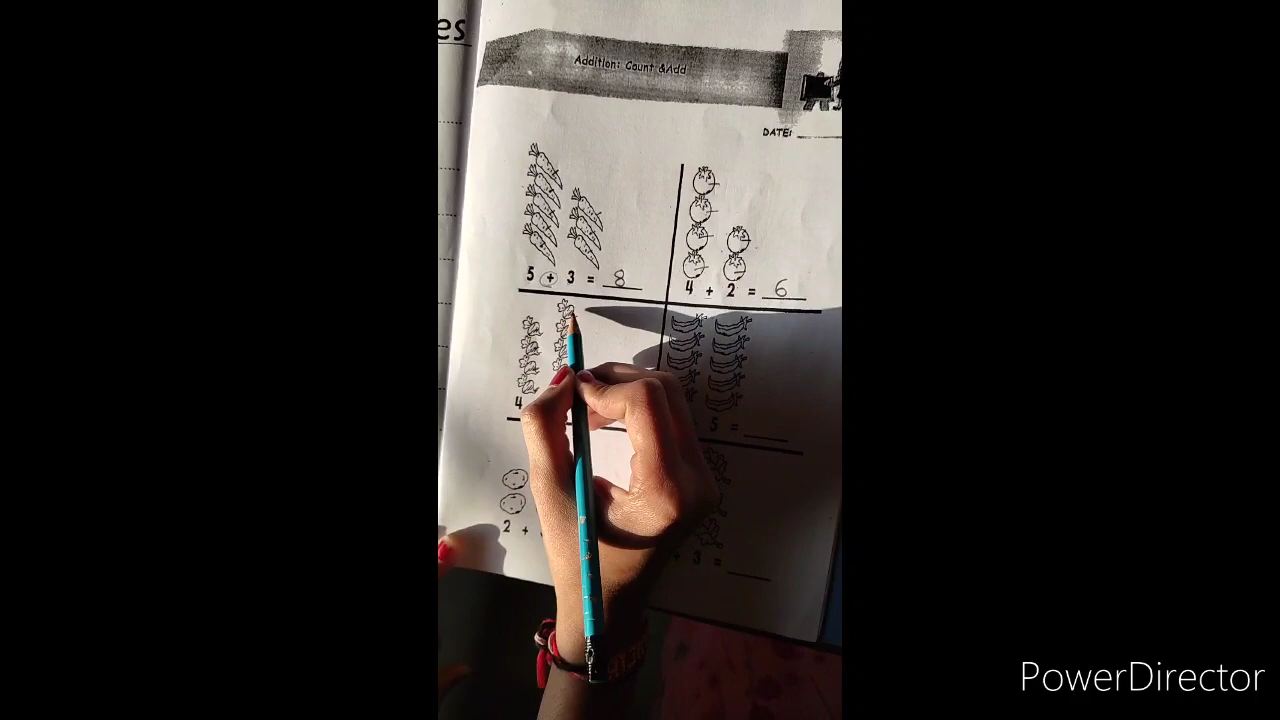 es
Addition: Count &Add
DATE:
5 + 3 = 8
4 + 2 = 6
4
5 =
2 +
+ 3 =
PowerDirector